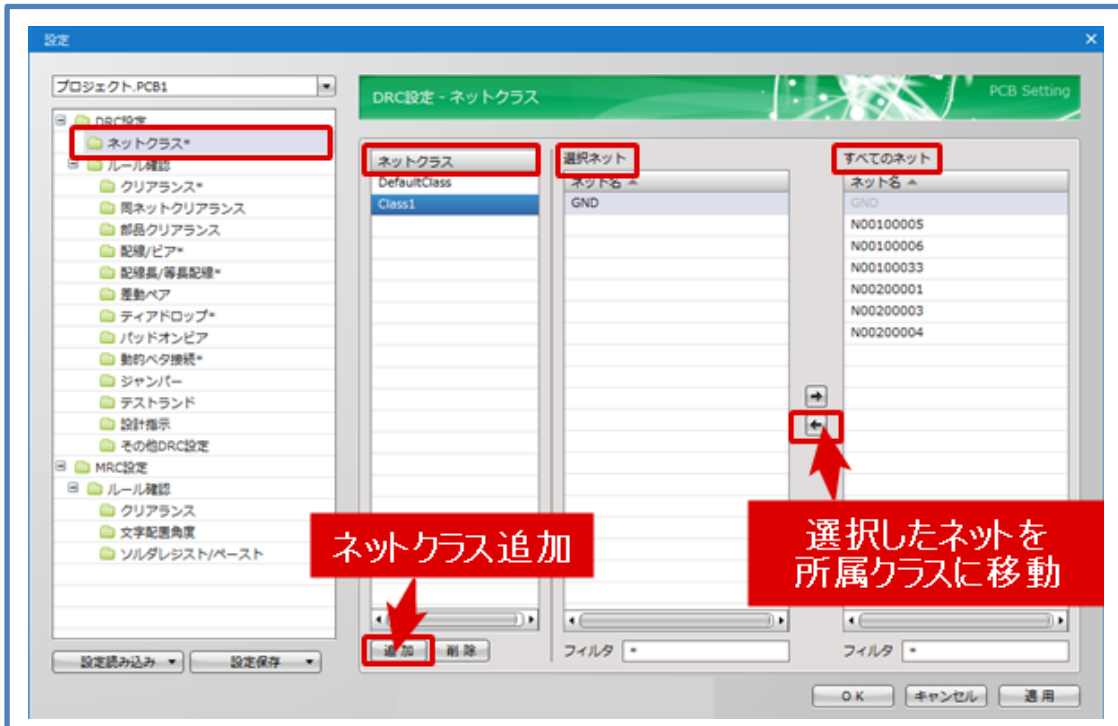 設定
プロジェクト.PCB1
DRC設定
ネットクラス*
ルール確認
クリアランス*
同ネットクリアランス
部品クリアランス
配線/ビア*
配線長/等長配線*
差動ペア
ティアドロップ*
パッドオンビア
動的ベタ接続*
ジャンパー
テストランド
設計指示
その他DRC設定
MRC設定
ルール確認
クリアランス
文字配置角度
ソルダレジスト/ペースト
設定読み込み
設定保存
DRC設定 - ネットクラス
PCB Setting
ネットクラス
DefaultClass
Class1
追加
削除
選択ネット
ネット名
GND
フィルタ *
すべてのネット
ネット名
GND
N00100005
N00100006
N00100033
N00200001
N00200003
N00200004
フィルタ *
ネットクラス追加
選択したネットを
所属クラスに移動
OK
キャンセル
適用